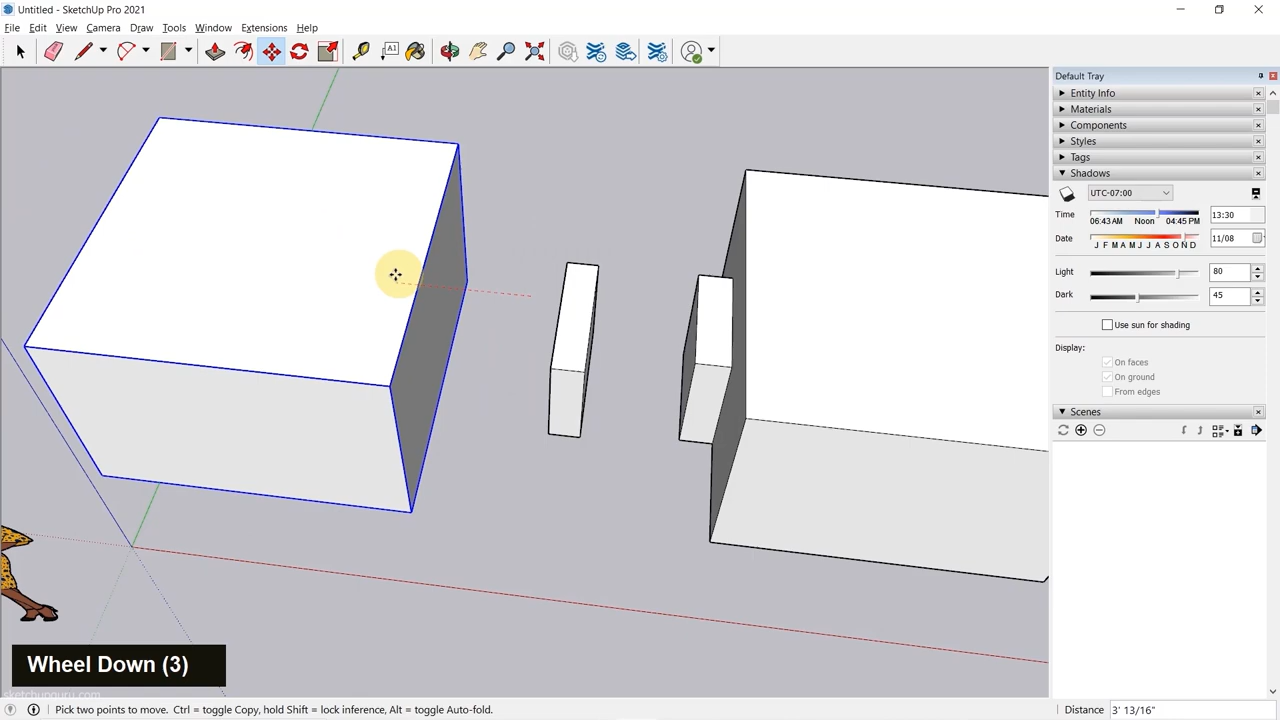 Untitled - SketchUp Pro 2021
File Edit View Camera Draw Tools Window Extensions Help
A1
Default Tray
Entity Info
Materials
Components
Styles
Tags
Shadows
UTC-07:00
Time 06:43 AM Noon 04:45 PM 13:30
Date J F M A M J J A S O N D 11/08
Light 80
Dark 45
Use sun for shading
Display:
On faces
On ground
From edges
Scenes
Wheel Down (3)
sketchupguru.com
Pick two points to move. Ctrl = toggle Copy, hold Shift = lock inference, Alt = toggle Auto-fold.
Distance 3' 13/16"